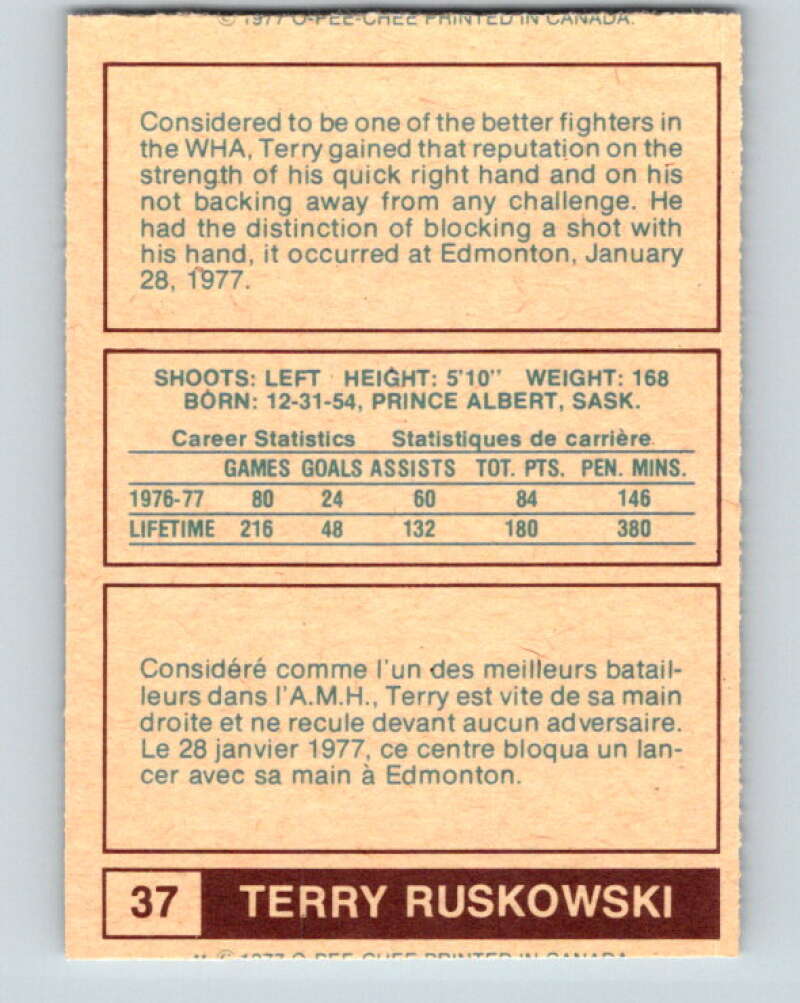 © 1977 O-PEE-CHEE PRINTED IN CANADA.
Considered to be one of the better fighters in
the WHA, Terry gained that reputation on the
strength of his quick right hand and on his
not backing away from any challenge. He
had the distinction of blocking a shot with
his hand, it occurred at Edmonton, January
28, 1977.
SHOOTS: LEFT HEIGHT: 5'10" WEIGHT: 168
BORN: 12-31-54, PRINCE ALBERT, SASK.
Career Statistics Statistiques de carrière
GAMES GOALS ASSISTS TOT. PTS. PEN. MINS.
1976-77 80 24 60 84 146
LIFETIME 216 48 132 180 380
Considéré comme l'un des meilleurs batail-
leurs dans l'A.M.H., Terry est vite de sa main
droite et ne recule devant aucun adversaire.
Le 28 janvier 1977, ce centre bloqua un lan-
cer avec sa main à Edmonton.
37 TERRY RUSKOWSKI
** © 1977 O-PEE-CHEE PRINTED IN CANADA